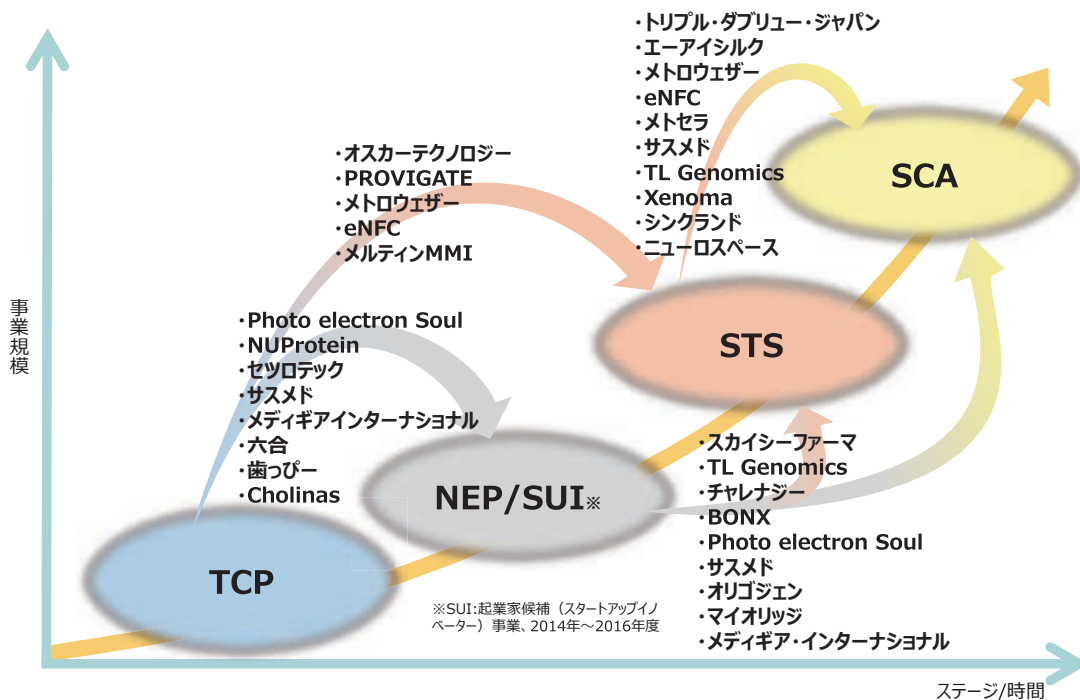 ・トリプル・ダブリュー・ジャパン
・エーアイシルク
・メトロウェザー
・eNFC
・メトセラ
・サスメド
・TL Genomics
・Xenoma
・シンクランド
・ニューロスペース
SCA
・オスカーテクノロジー
・PROVIGATE
・メトロウェザー
・eNFC
・メルティンMMI
STS
事業規模
・Photo electron Soul
・NUProtein
・セツロテック
・サスメド
・メディギアインターナショナル
・六合
・歯っぴー
・Cholinas
NEP/SUI※
TCP
・スカイシーファーマ
・TL Genomics
・チャレナジー
・BONX
・Photo electron Soul
・サスメド
・オリゴジェン
・マイオリッジ
・メディギア・インターナショナル
※SUI:起業家候補（スタートアップイノ
ベーター）事業、2014年～2016年度
ステージ/時間